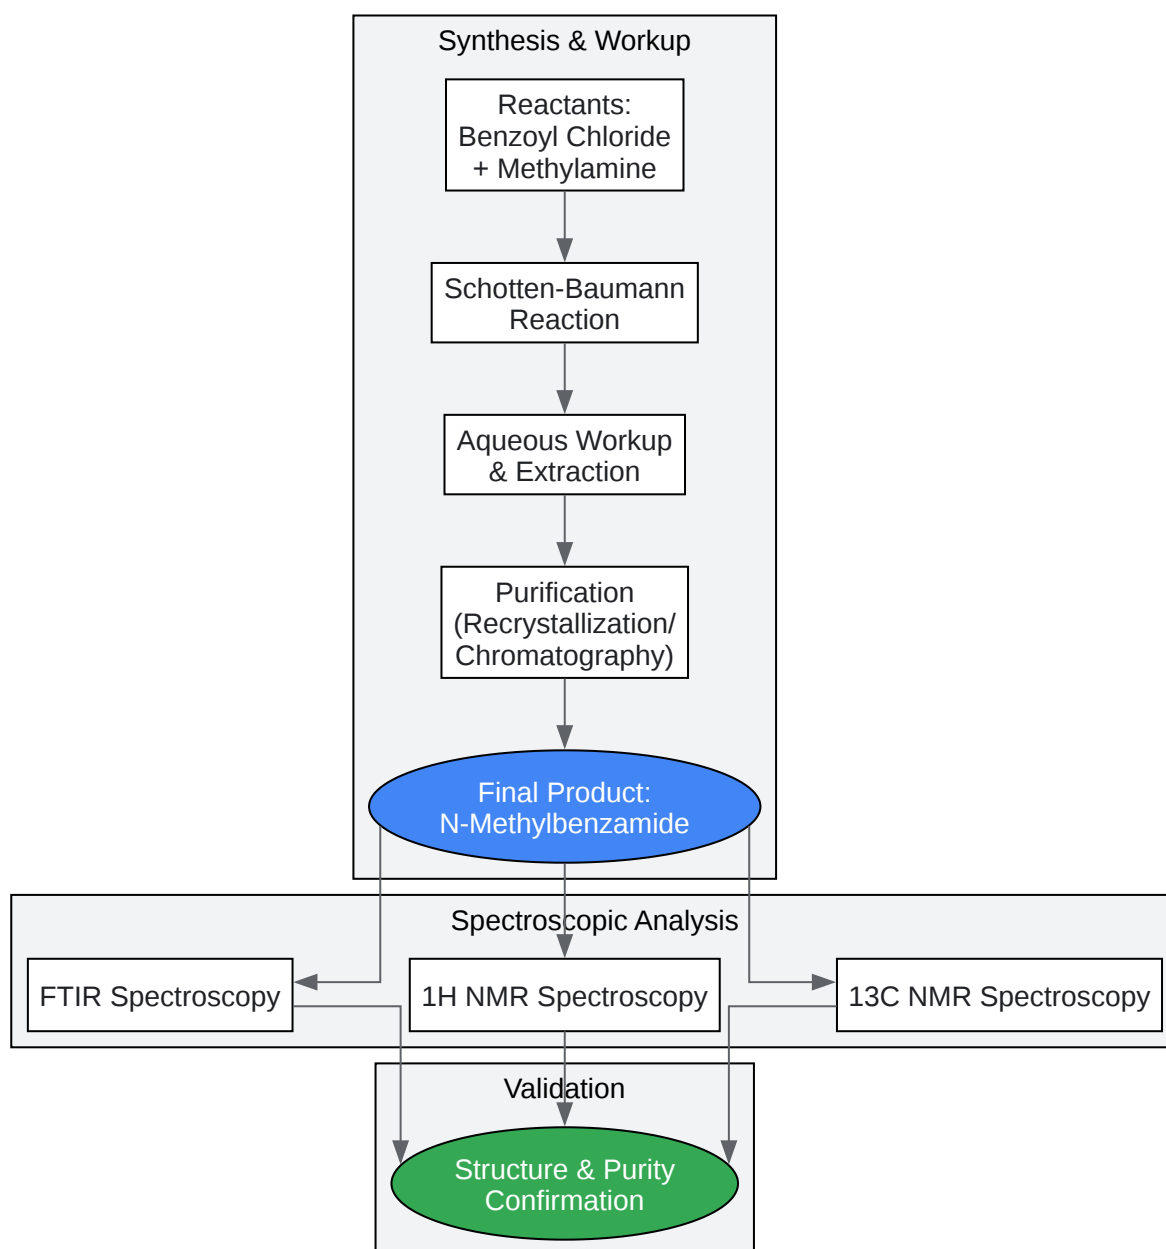 Synthesis & Workup
Reactants:
Benzoyl Chloride
+ Methylamine
Schotten-Baumann
Reaction
Aqueous Workup
& Extraction
Purification
(Recrystallization/
Chromatography)
Final Product:
N-Methylbenzamide
Spectroscopic Analysis
FTIR Spectroscopy
1H NMR Spectroscopy
13C NMR Spectroscopy
Validation
Structure & Purity
Confirmation